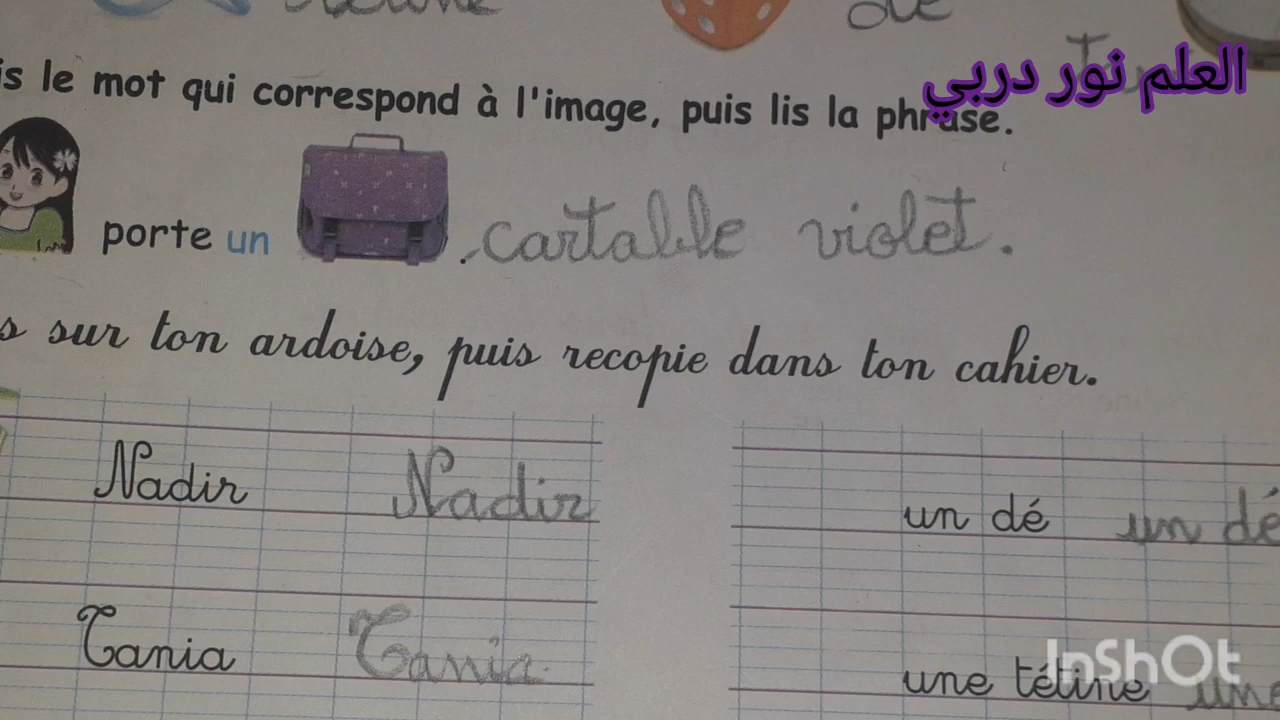 العلم نور دربي
is le mot qui correspond à l'image, puis lis la phrase.
porte un . cartable violet.
s sur ton ardoise, puis recopie dans ton cahier.
Nadir Nadir un dé un dé
Tania Tania une tétine une
InShOt